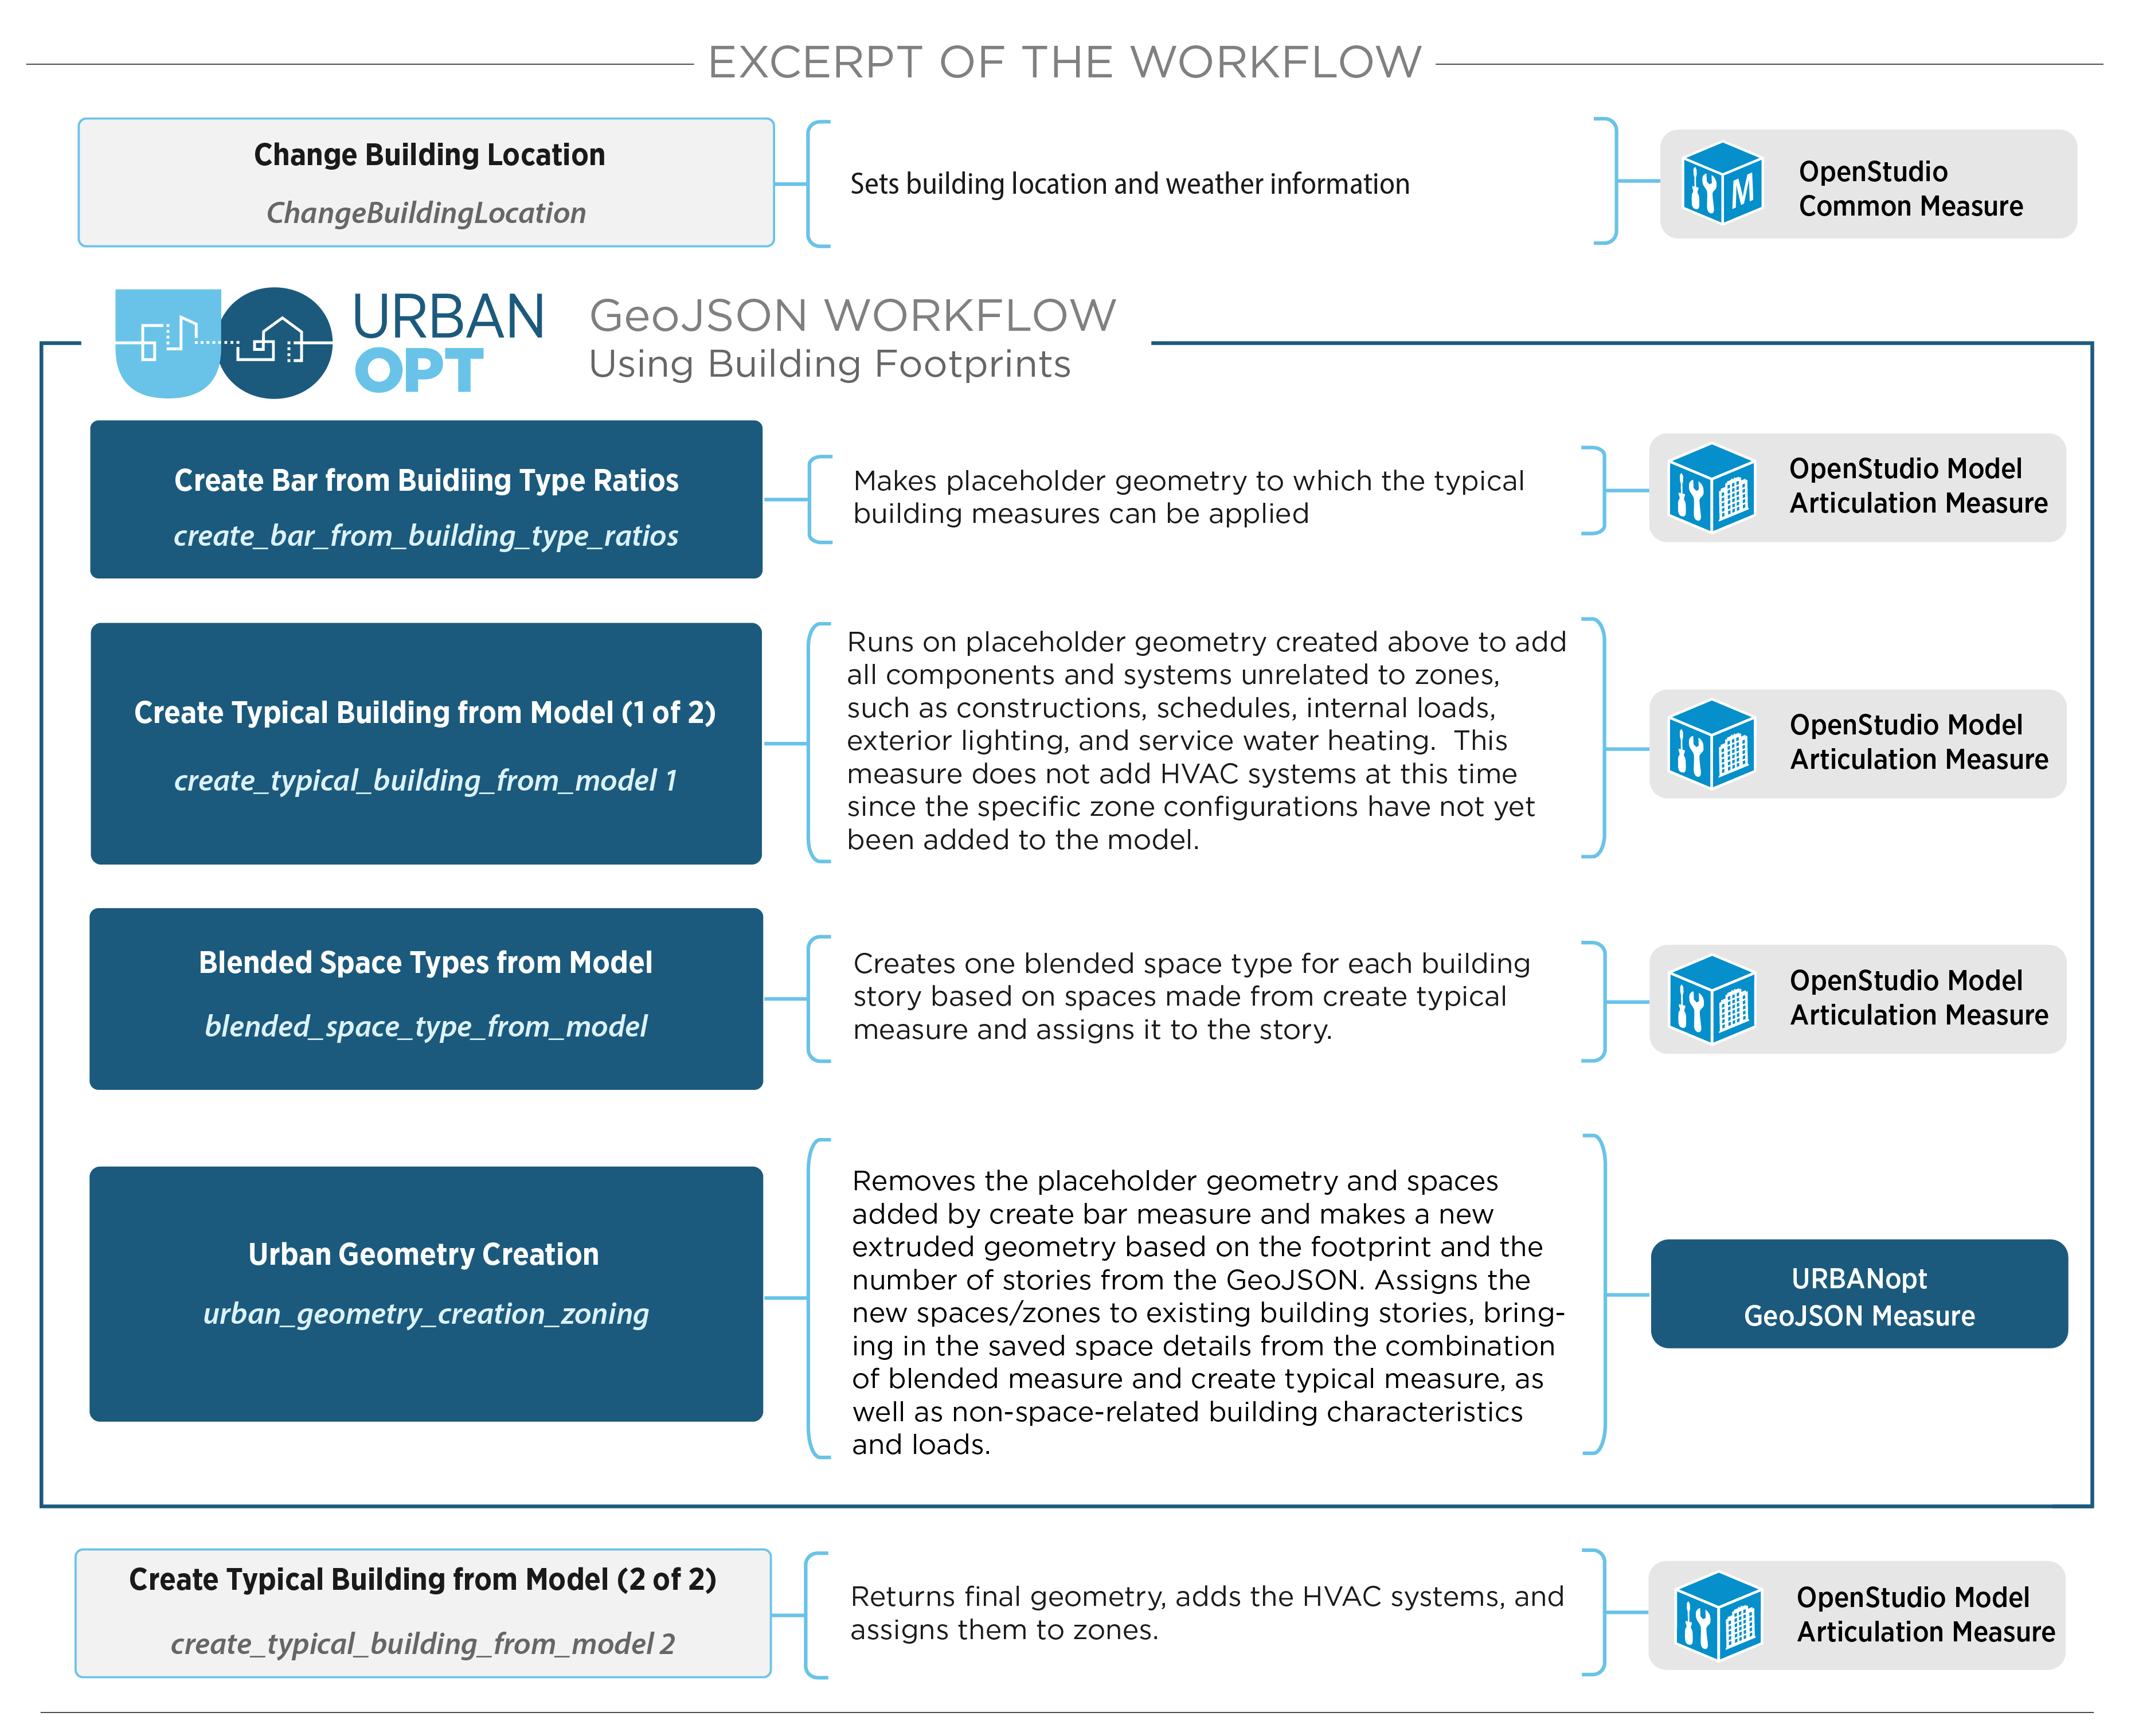 EXCERPT OF THE WORKFLOW
Change Building Location
ChangeBuildingLocation
Sets building location and weather information
M
OpenStudio
Common Measure
URBAN
OPT
GeoJSON WORKFLOW
Using Building Footprints
Create Bar from Buidiing Type Ratios
create_bar_from_building_type_ratios
Makes placeholder geometry to which the typical
building measures can be applied
OpenStudio Model
Articulation Measure
Create Typical Building from Model (1 of 2)
create_typical_building_from_model 1
Runs on placeholder geometry created above to add
all components and systems unrelated to zones,
such as constructions, schedules, internal loads,
exterior lighting, and service water heating.  This
measure does not add HVAC systems at this time
since the specific zone configurations have not yet
been added to the model.
OpenStudio Model
Articulation Measure
Blended Space Types from Model
blended_space_type_from_model
Creates one blended space type for each building
story based on spaces made from create typical
measure and assigns it to the story.
OpenStudio Model
Articulation Measure
Urban Geometry Creation
urban_geometry_creation_zoning
Removes the placeholder geometry and spaces
added by create bar measure and makes a new
extruded geometry based on the footprint and the
number of stories from the GeoJSON. Assigns the
new spaces/zones to existing building stories, bring-
ing in the saved space details from the combination
of blended measure and create typical measure, as
well as non-space-related building characteristics
and loads.
URBANopt
GeoJSON Measure
Create Typical Building from Model (2 of 2)
create_typical_building_from_model 2
Returns final geometry, adds the HVAC systems, and
assigns them to zones.
OpenStudio Model
Articulation Measure